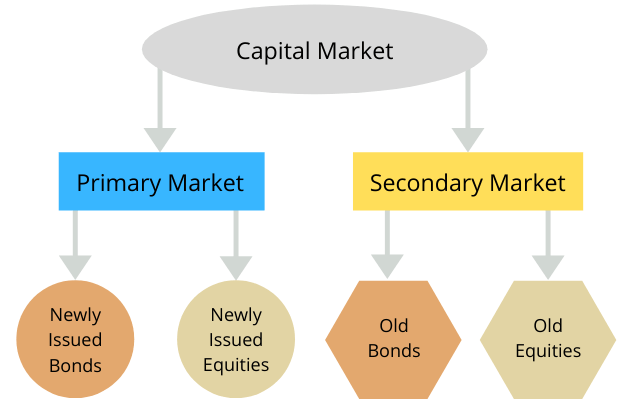 Capital Market
Primary Market
Secondary Market
Newly
Issued
Bonds
Newly
Issued
Equities
Old
Bonds
Old
Equities